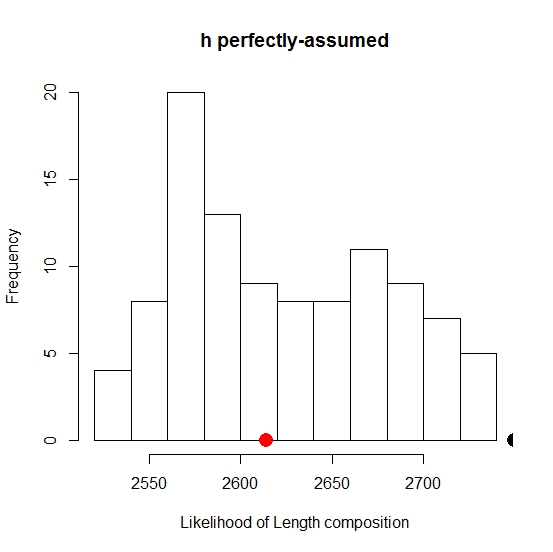 h perfectly-assumed
Frequency
20
15
10
5
0
2550 2600 2650 2700
Likelihood of Length composition